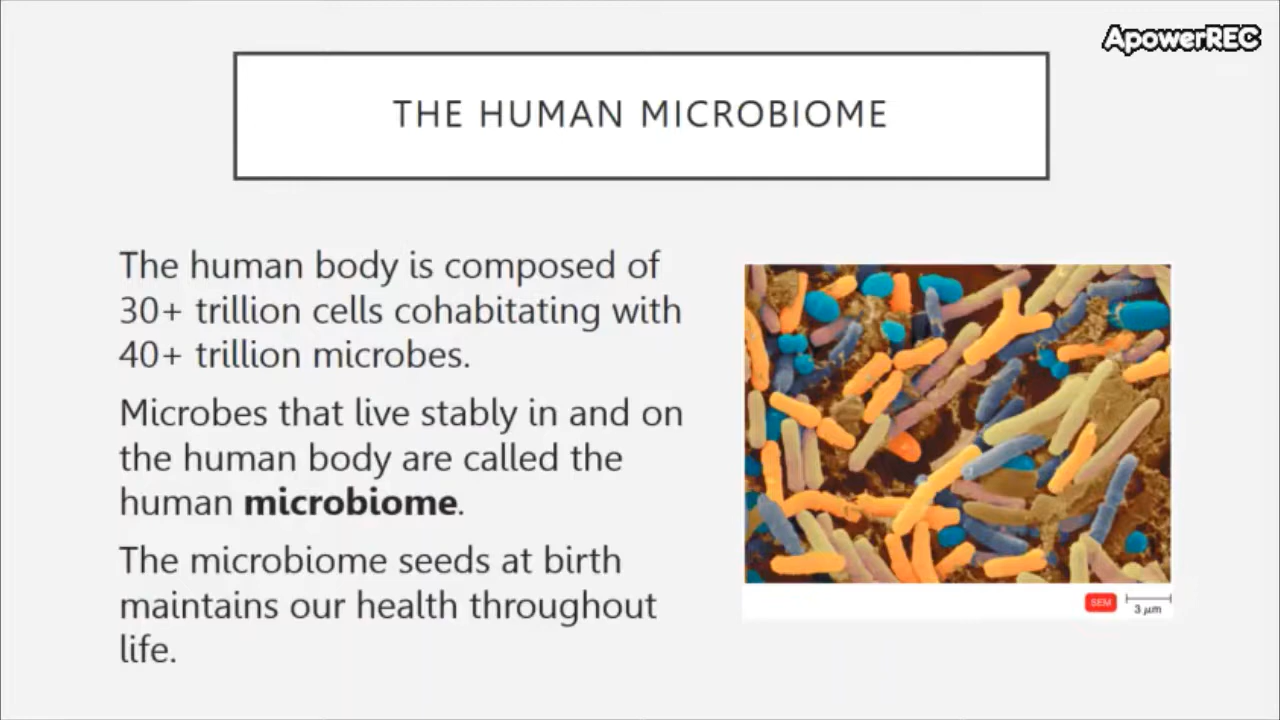 ApowerREC
THE HUMAN MICROBIOME
The human body is composed of
30+ trillion cells cohabitating with
40+ trillion microbes.
Microbes that live stably in and on
the human body are called the
human microbiome.
The microbiome seeds at birth
maintains our health throughout
life.
SEM
3 μm